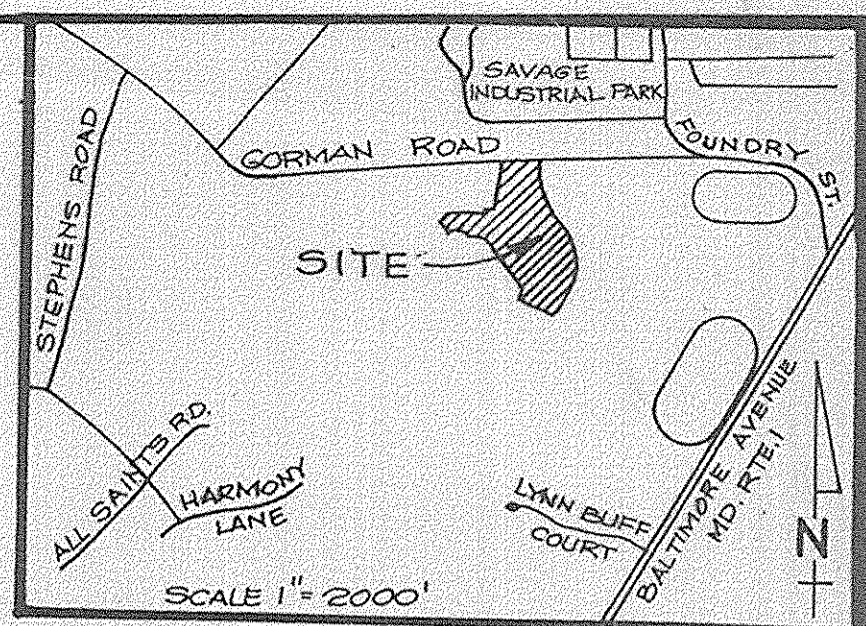 SAVAGE
INDUSTRIAL PARK
GORMAN ROAD
FOUNDRY ST.
STEPHENS ROAD
SITE
ALL SAINTS RD.
HARMONY
LANE
LYNN BUFF
COURT
BALTIMORE AVENUE
MD. RTE. 1
N
SCALE 1" = 2000'